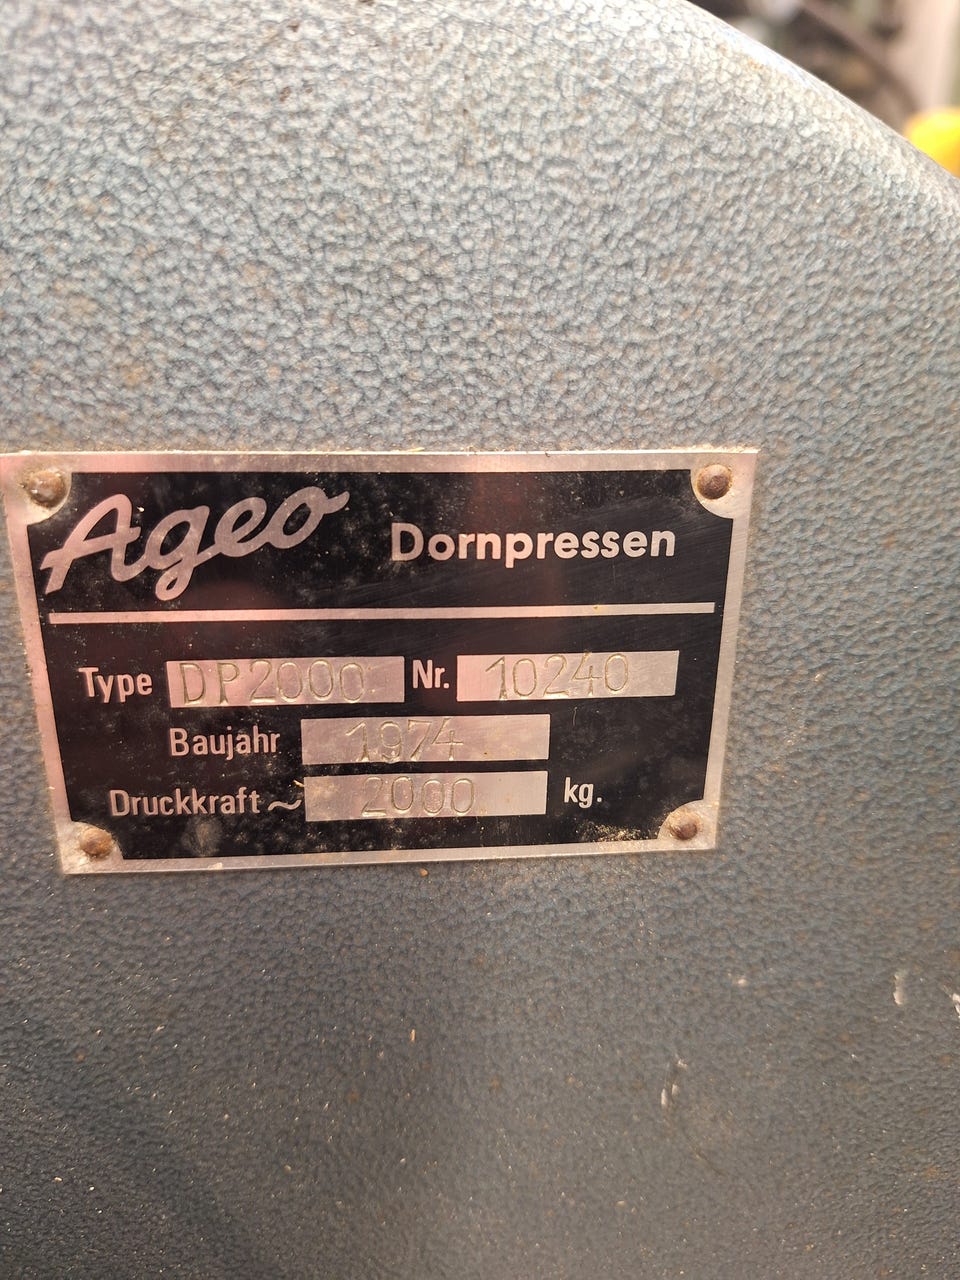 Ageo Dornpressen
Type DP2000 Nr. 10240
Baujahr 1974
Druckkraft ~ 2000 kg.